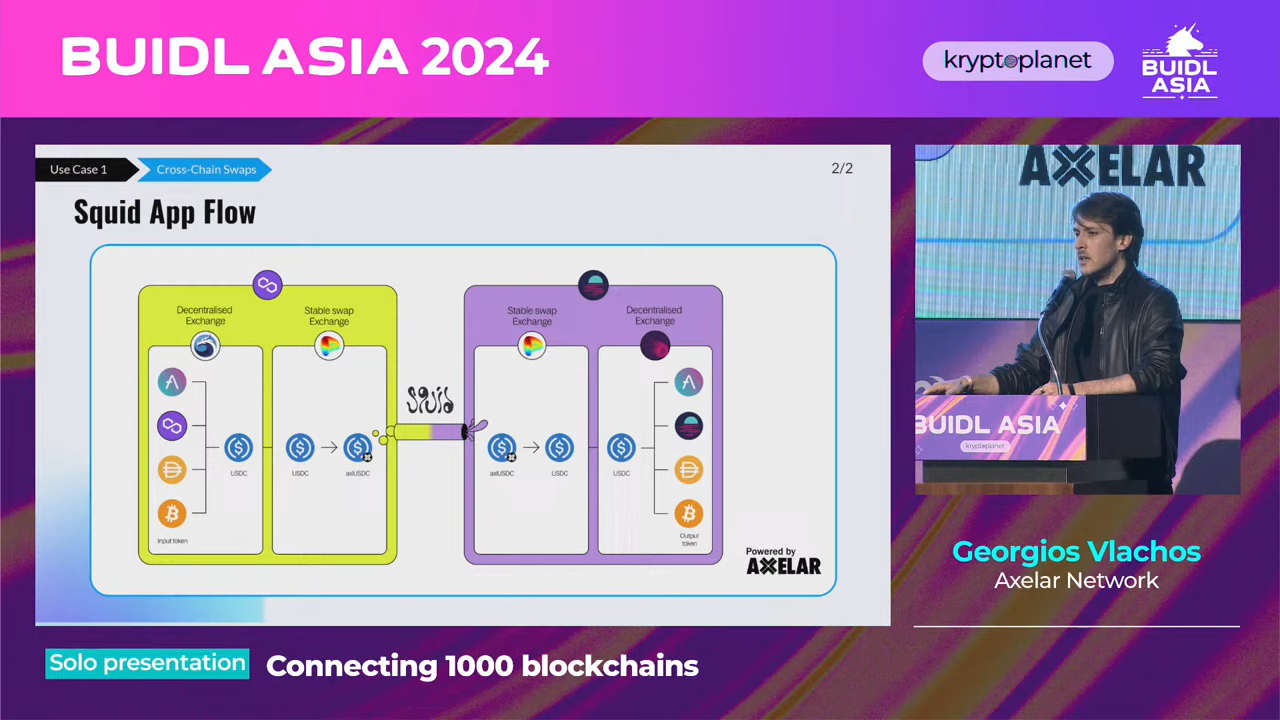 BUIDL ASIA 2024
kryptoplanet
BUIDL
ASIA
Use Case 1
Cross-Chain Swaps
2/2
Squid App Flow
Decentralised
Exchange
Stable swap
Exchange
Stable swap
Exchange
Decentralised
Exchange
SQUID
USDC
USDC
axlUSDC
axlUSDC
USDC
USDC
Input token
Output
token
Powered by
AXELAR
AXELAR
BUIDL ASIA
kryptoplanet
Georgios Vlachos
Axelar Network
Solo presentation
Connecting 1000 blockchains